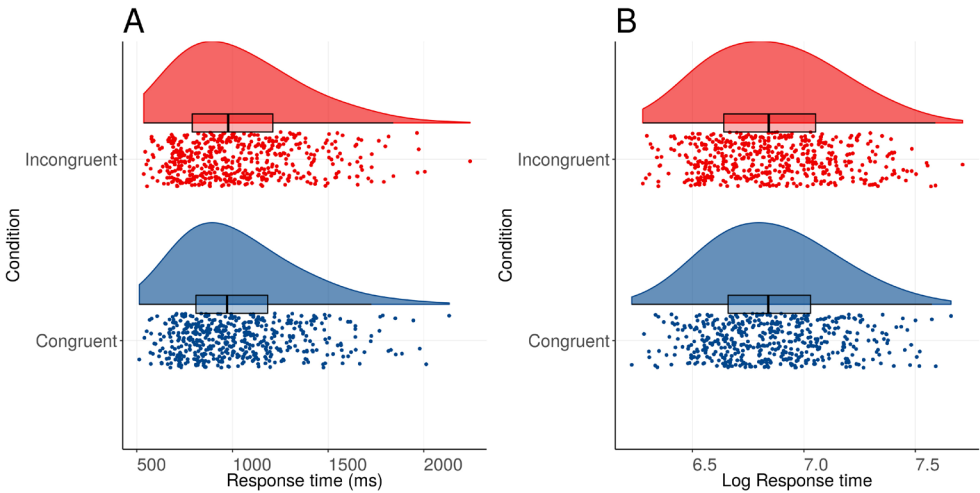 A
Condition
Incongruent
Congruent
500 1000 1500 2000
Response time (ms)
B
Condition
Incongruent
Congruent
6.5 7.0 7.5
Log Response time